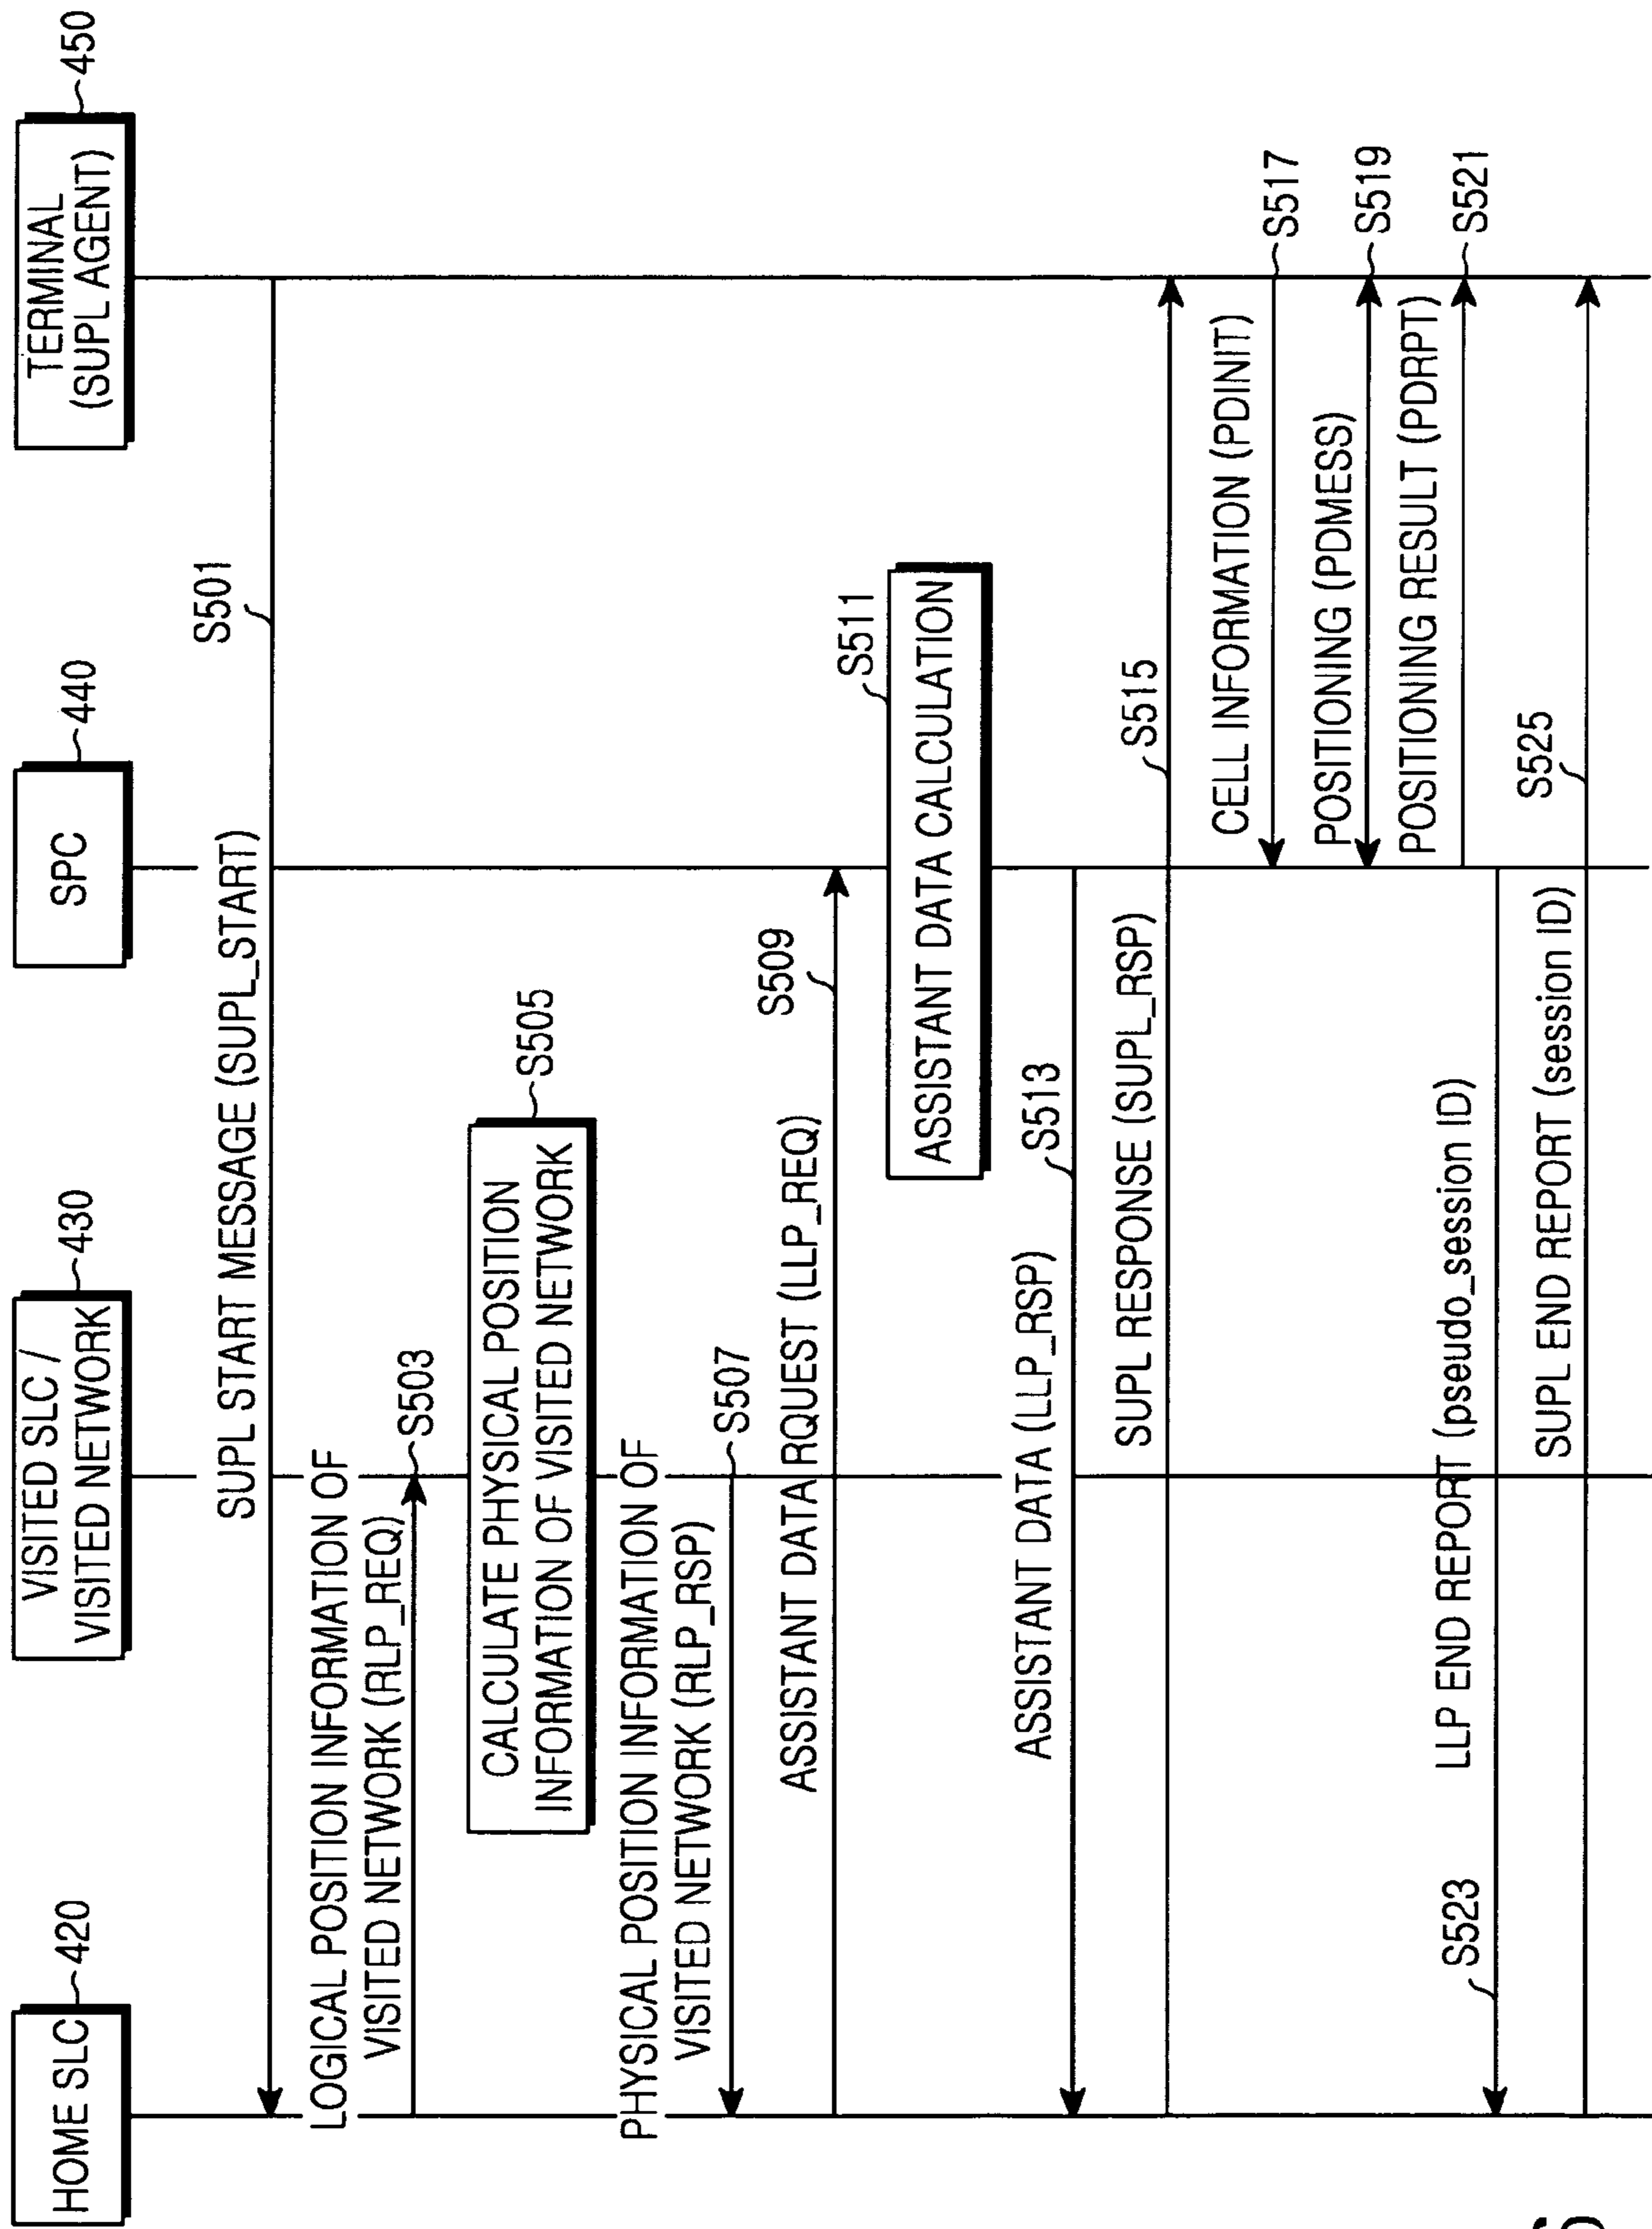 HOME SLC
420
VISITED SLC /
VISITED NETWORK
430
SPC
440
TERMINAL
(SUPL AGENT)
450
SUPL START MESSAGE (SUPL_START)
S501
LOGICAL POSITION INFORMATION OF
VISITED NETWORK (RLP_REQ)
S503
CALCULATE PHYSICAL POSITION
INFORMATION OF VISITED NETWORK
S505
PHYSICAL POSITION INFORMATION OF
VISITED NETWORK (RLP_RSP)
S507
ASSISTANT DATA RQUEST (LLP_REQ)
S509
ASSISTANT DATA CALCULATION
S511
ASSISTANT DATA (LLP_RSP)
S513
SUPL RESPONSE (SUPL_RSP)
S515
CELL INFORMATION (PDINIT)
S517
POSITIONING (PDMESS)
S519
POSITIONING RESULT (PDRPT)
S521
S523
LLP END REPORT (pseudo_session ID)
SUPL END REPORT (session ID)
S525